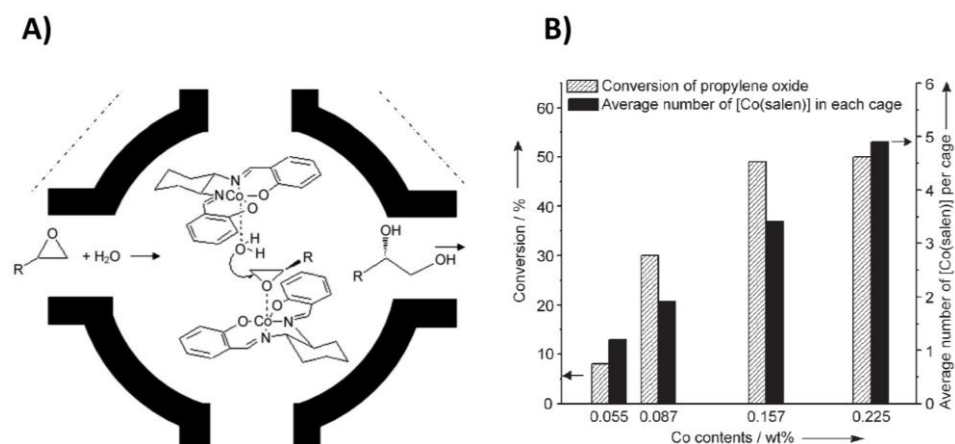 A)
B)
N
N
Co
O
O
H
O
H
O
R
+ H₂O
R
O
O
O
Co
N
N
OH
OH
R
Conversion of propylene oxide
Average number of [Co(salen)] in each cage
Conversion / %
60
50
40
30
20
10
0
0.055
0.087
0.157
0.225
Co contents / wt%
6
5
4
3
2
1
0
Average number of [Co(salen)] per cage